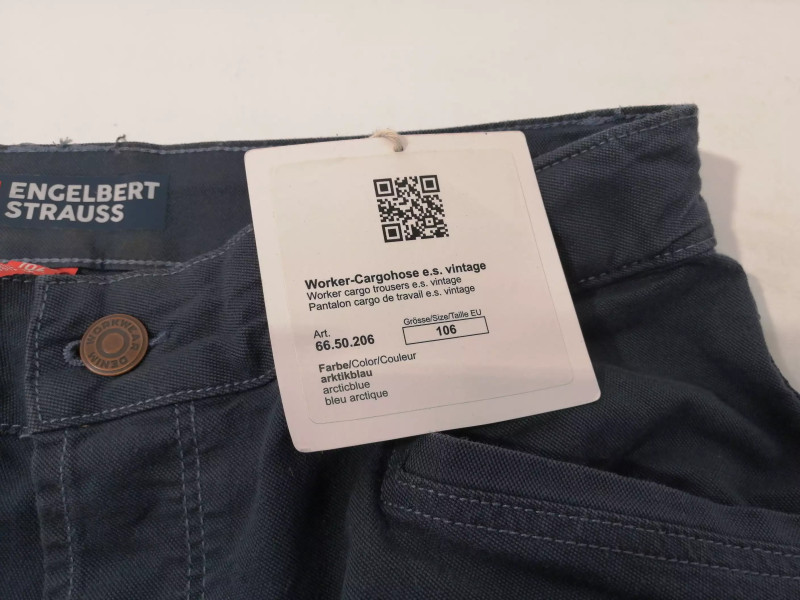 ENGELBERT
STRAUSS
WORKWEAR
DENIM
Worker-Cargohose e.s. vintage
Worker cargo trousers e.s. vintage
Pantalon cargo de travail e.s. vintage
Art.
66.50.206
Grösse/Size/Taille EU
106
Farbe/Color/Couleur
arktikblau
arcticblue
bleu arctique